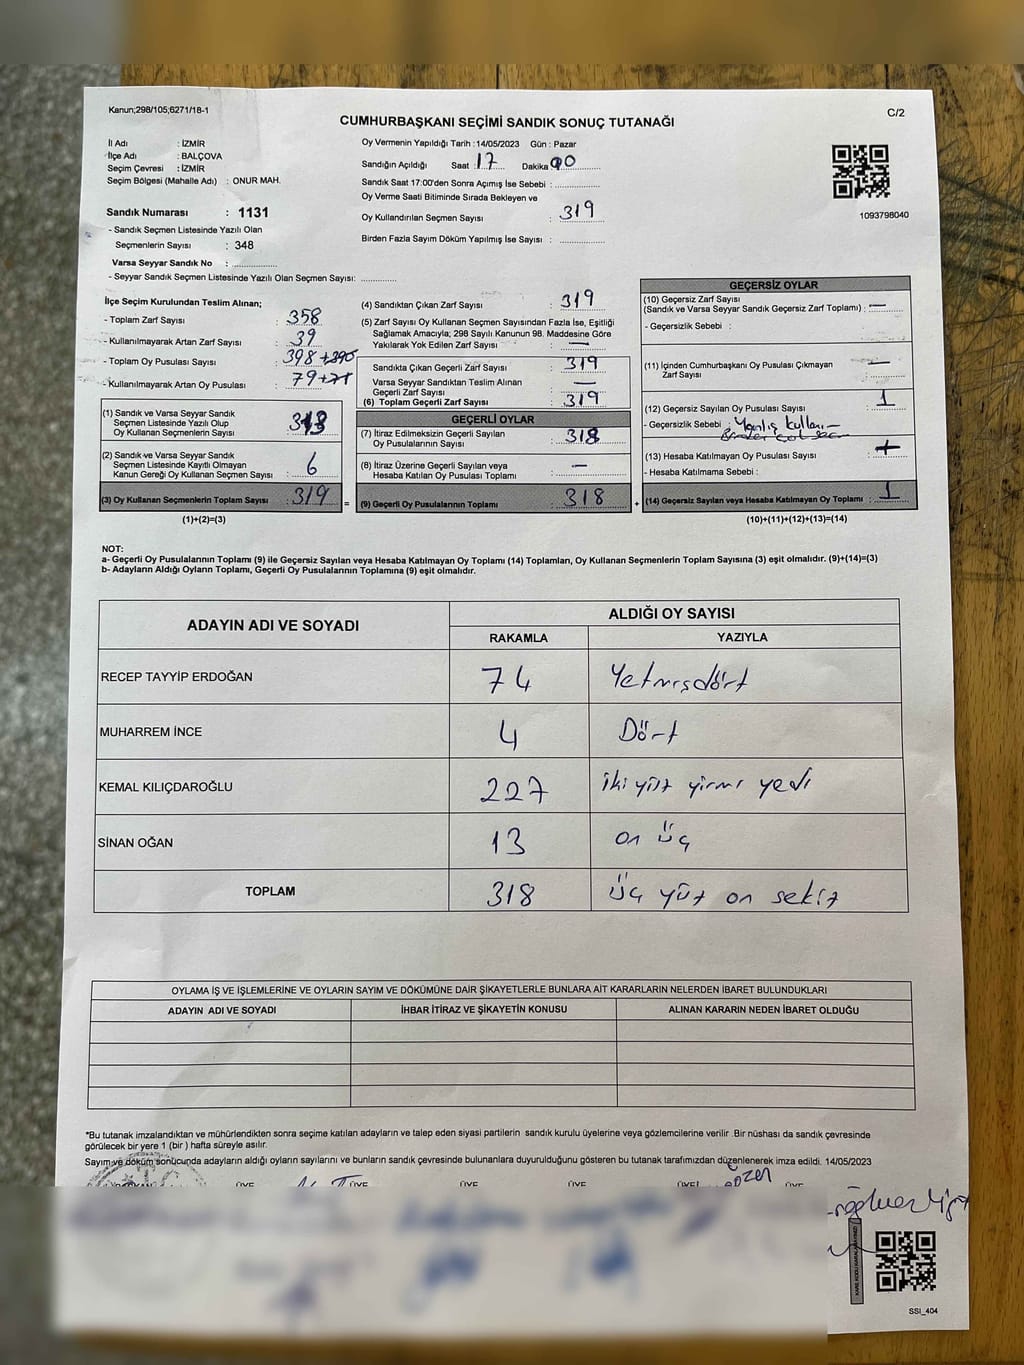 Kanun;298/105;6271/18-1
CUMHURBAŞKANI SEÇİMİ SANDIK SONUÇ TUTANAĞI
C/2
İl Adı : İZMİR
İlçe Adı : BALÇOVA
Seçim Çevresi : İZMİR
Seçim Bölgesi (Mahalle Adı) : ONUR MAH.
Sandık Numarası : 1131
- Sandık Seçmen Listesinde Yazılı Olan
Seçmenlerin Sayısı : 348
Varsa Seyyar Sandık No :
- Seyyar Sandık Seçmen Listesinde Yazılı Olan Seçmen Sayısı:
Oy Vermenin Yapıldığı Tarih : 14/05/2023 Gün : Pazar
Sandığın Açıldığı Saat : 17 Dakika 00
Sandık Saat 17:00'den Sonra Açımış İse Sebebi :
Oy Verme Saati Bitiminde Sırada Bekleyen ve
Oy Kullandırılan Seçmen Sayısı : 319
Birden Fazla Sayım Döküm Yapılmış İse Sayısı :
1093798040
İlçe Seçim Kurulundan Teslim Alınan;
- Toplam Zarf Sayısı : 358
- Kullanılmayarak Artan Zarf Sayısı : 39
- Toplam Oy Pusulası Sayısı : 398
- Kullanılmayarak Artan Oy Pusulası : 79
(1) Sandık ve Varsa Seyyar Sandık
Seçmen Listesinde Yazılı Olup
Oy Kullanan Seçmenlerin Sayısı : 313
(2) Sandık ve Varsa Seyyar Sandık
Seçmen Listesinde Kayıtlı Olmayan
Kanun Gereği Oy Kullanan Seçmen Sayısı : 6
(3) Oy Kullanan Seçmenlerin Toplam Sayısı : 319 =
(1)+(2)=(3)
(4) Sandıktan Çıkan Zarf Sayısı : 319
(5) Zarf Sayısı Oy Kullanan Seçmen Sayısından Fazla İse, Eşitliği
Sağlamak Amacıyla; 298 Sayılı Kanunun 98. Maddesine Göre
Yakılarak Yok Edilen Zarf Sayısı : —
Sandıkta Çıkan Geçerli Zarf Sayısı : 319
Varsa Seyyar Sandıktan Teslim Alınan
Geçerli Zarf Sayısı : —
(6) Toplam Geçerli Zarf Sayısı : 319
GEÇERLİ OYLAR
(7) İtiraz Edilmeksizin Geçerli Sayılan
Oy Pusulalarının Sayısı : 318
(8) İtiraz Üzerine Geçerli Sayılan veya
Hesaba Katılan Oy Pusulaları Toplamı : —
(9) Geçerli Oy Pusulalarının Toplamı : 318 +
GEÇERSİZ OYLAR
(10) Geçersiz Zarf Sayısı
(Sandık ve Varsa Seyyar Sandık Geçersiz Zarf Toplamı) : —
- Geçersizlik Sebebi :
(11) İçinden Cumhurbaşkanı Oy Pusulası Çıkmayan
Zarf Sayısı : —
(12) Geçersiz Sayılan Oy Pusulası Sayısı : 1
- Geçersizlik Sebebi : Yanlış kullanı-
(13) Hesaba Katılmayan Oy Pusulası Sayısı :
- Hesaba Katılmama Sebebi :
(14) Geçersiz Sayılan veya Hesaba Katılmayan Oy Toplamı : 1
(10)+(11)+(12)+(13)=(14)
NOT:
a- Geçerli Oy Pusulalarının Toplamı (9) ile Geçersiz Sayılan veya Hesaba Katılmayan Oy Toplamı (14) Toplamları, Oy Kullanan Seçmenlerin Toplam Sayısına (3) eşit olmalıdır. (9)+(14)=(3)
b- Adayların Aldığı Oyların Toplamı, Geçerli Oy Pusulalarının Toplamına (9) eşit olmalıdır.
ADAYIN ADI VE SOYADI
ALDIĞI OY SAYISI
RAKAMLA YAZIYLA
RECEP TAYYİP ERDOĞAN 74 Yetmişdört
MUHARREM İNCE 4 Dört
KEMAL KILIÇDAROĞLU 227 iki yüz yirmi yedi
SİNAN OĞAN 13 on üç
TOPLAM 318 üç yüz on sekiz
OYLAMA İŞ VE İŞLEMLERİNE VE OYLARIN SAYIM VE DÖKÜMÜNE DAİR ŞİKAYETLERLE BUNLARA AİT KARARLARIN NELERDEN İBARET BULUNDUKLARI
ADAYIN ADI VE SOYADI İHBAR İTİRAZ VE ŞİKAYETİN KONUSU ALINAN KARARIN NEDEN İBARET OLDUĞU
*Bu tutanak imzalandıktan ve mühürlendikten sonra seçime katılan adayların ve talep eden siyasi partilerin sandık kurulu üyelerine veya gözlemcilerine verilir .Bir nüshası da sandık çevresinde
görülecek bir yere 1 (bir ) hafta süreyle asılır.
Sayım ve döküm sonucunda adayların aldığı oyların sayılarını ve bunların sandık çevresinde bulunanlara duyurulduğunu gösteren bu tutanak tarafımızdan düzenlenerek imza edildi. 14/05/2023
ÜYE ÜYE ÜYE ÜYE ÜYE ÜYE
SSI_404